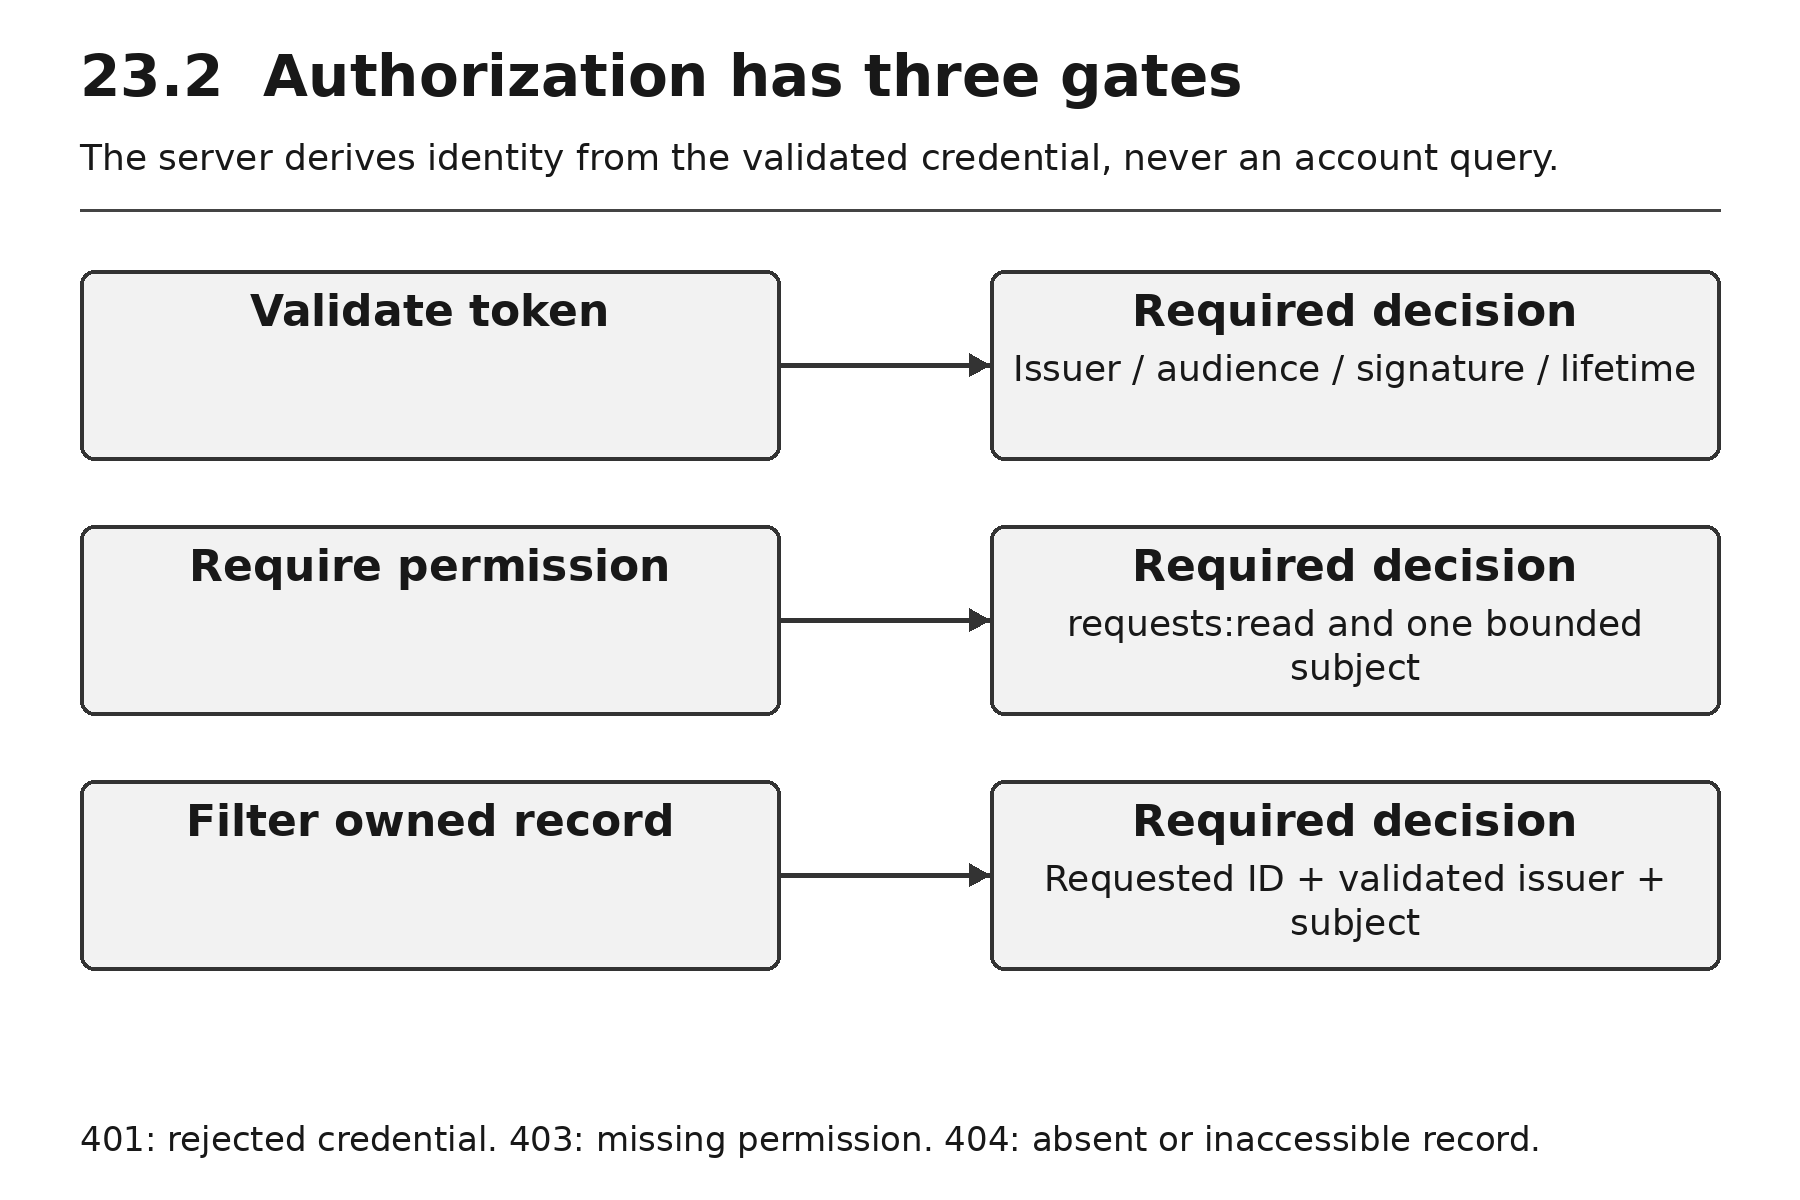 23.2 Authorization has three gates
The server derives identity from the validated credential, never an account query.
Validate token
Required decision
Issuer / audience / signature / lifetime
Require permission
Required decision
requests:read and one bounded
subject
Filter owned record
Required decision
Requested ID + validated issuer +
subject
401: rejected credential. 403: missing permission. 404: absent or inaccessible record.